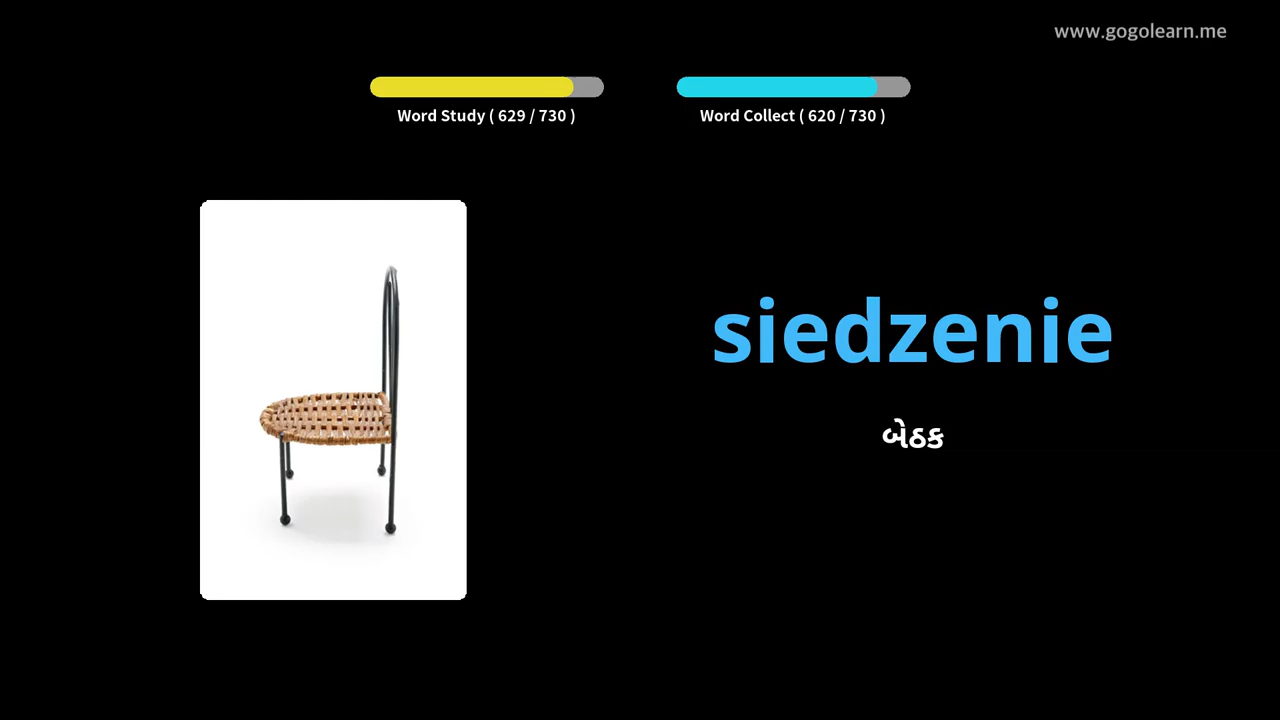 www.gogolearn.me
Word Study ( 629 / 730 )
Word Collect ( 620 / 730 )
siedzenie
બેઠક